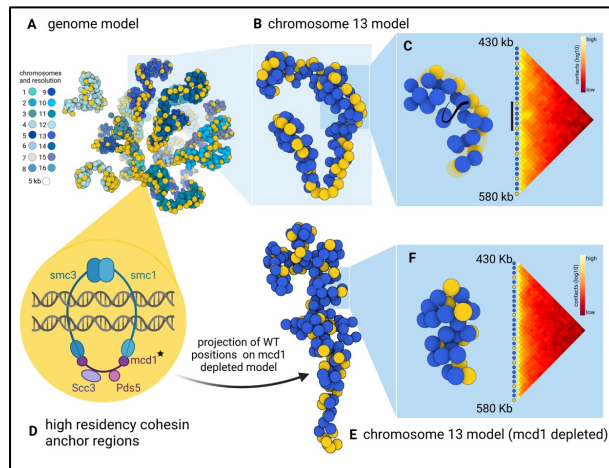 A genome model
B chromosome 13 model
C 430 kb
contacts (log10)
high
low
580 kb
chromosomes
and resolution
1 9
2 10
3 11
4 12
5 13
6 14
7 15
8 16
5 kb
smc3 smc1
mcd1★
Scc3 Pds5
projection of WT
positions on mcd1
depleted model
F 430 Kb
contacts (log10)
high
low
580 Kb
D high residency cohesin
anchor regions
E chromosome 13 model (mcd1 depleted)